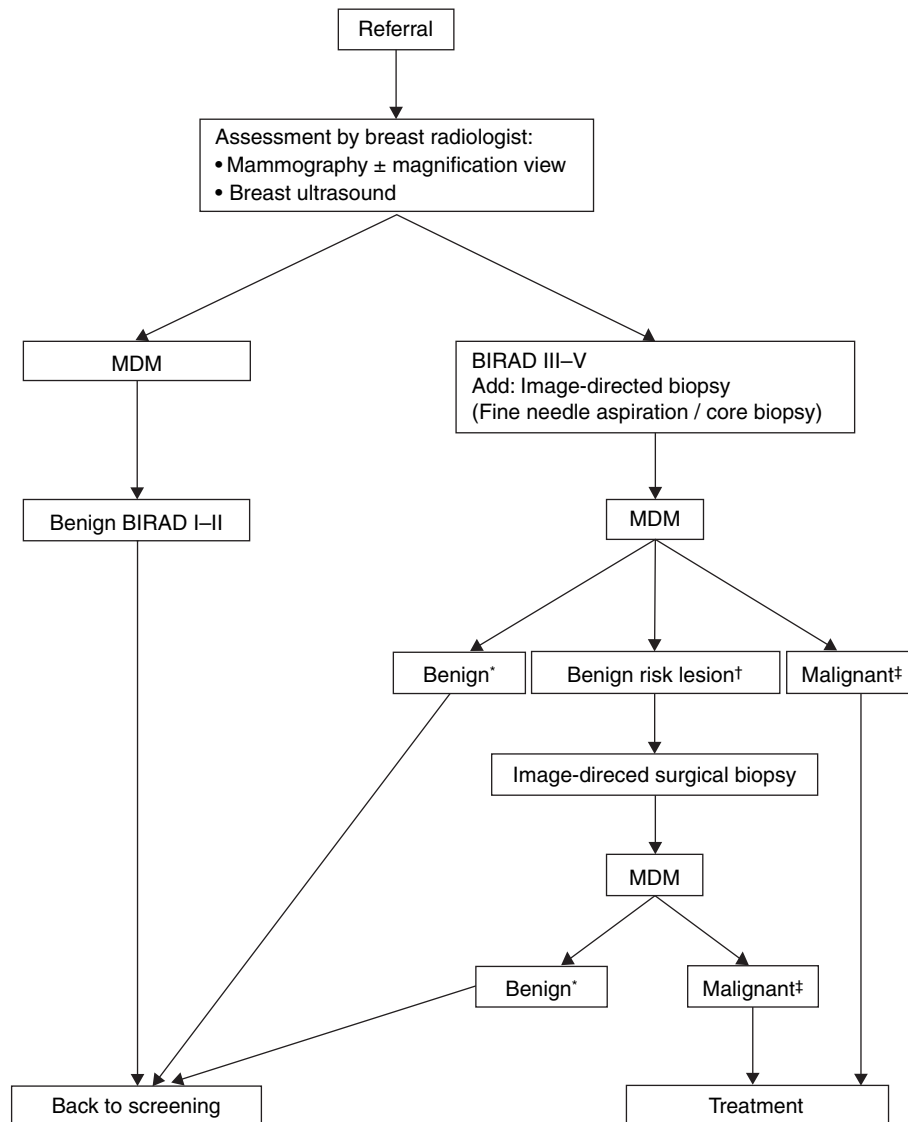 Referral
Assessment by breast radiologist:
• Mammography ± magnification view
• Breast ultrasound
MDM
BIRAD III–V
Add: Image-directed biopsy
(Fine needle aspiration / core biopsy)
Benign BIRAD I–II
MDM
Benign*
Benign risk lesion†
Malignant‡
Image-direced surgical biopsy
MDM
Benign*
Malignant‡
Back to screening
Treatment